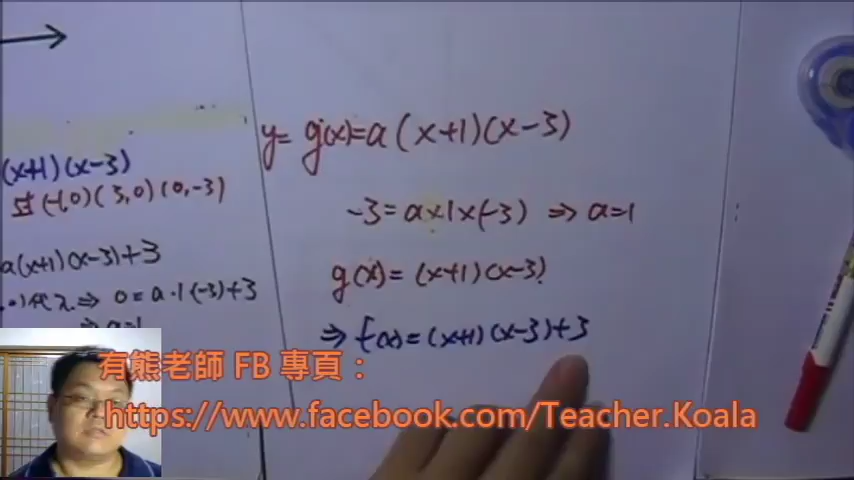 y= g(x)=a(x+1)(x-3)
-3=a×1×(-3) ⇒ a=1
g(x)=(x+1)(x-3)
⇒ f(x)=(x+1)(x-3)+3
(x+1)(x-3)
(-1,0)(3,0)(0,-3)
a(x+1)(x-3)+3
⇒ 0=a·1(-3)+3
⇒ a=1
有熊老師 FB 專頁：
https://www.facebook.com/Teacher.Koala